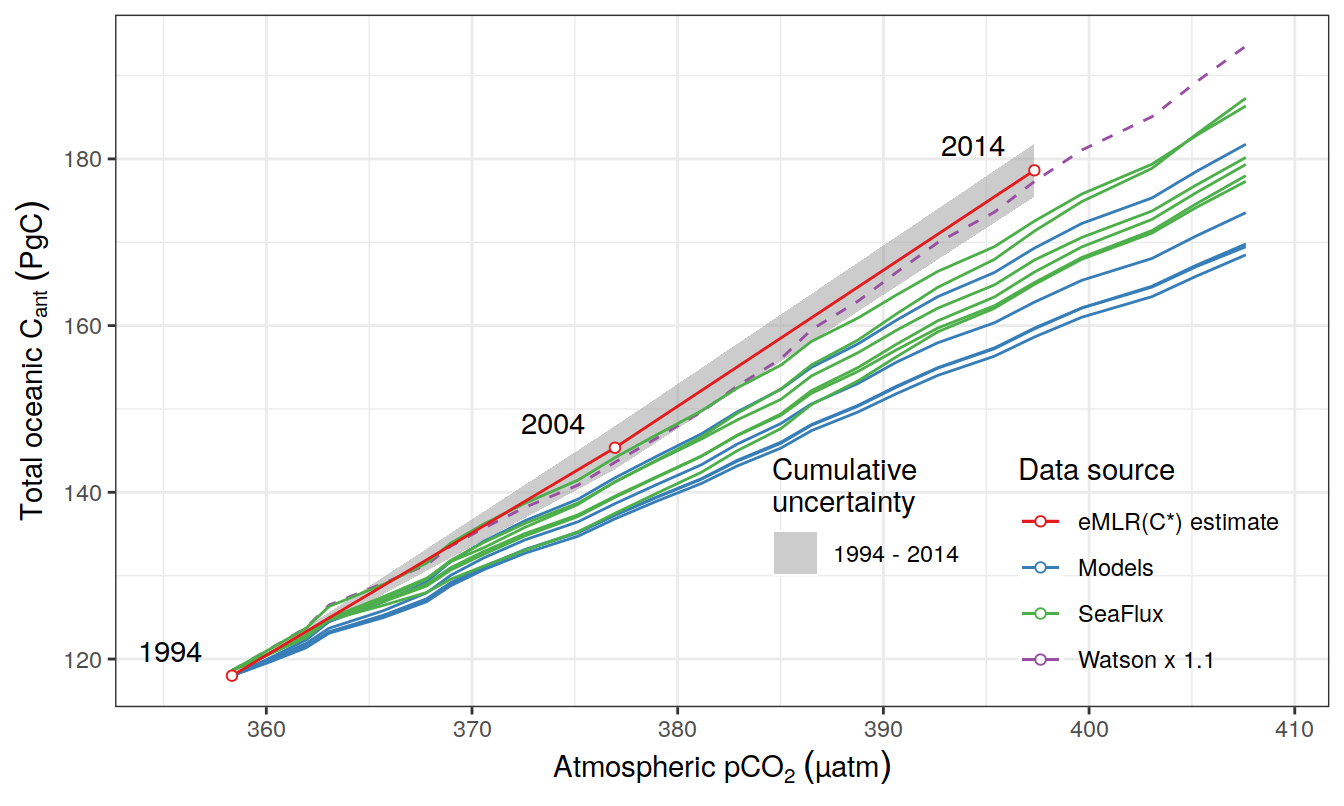 180
160
140
120
Total oceanic Cant (PgC)
2014
2004
1994
Cumulative
uncertainty
1994 - 2014
Data source
eMLR(C*) estimate
Models
SeaFlux
Watson x 1.1
360
370
380
390
400
410
Atmospheric pCO2 (µatm)